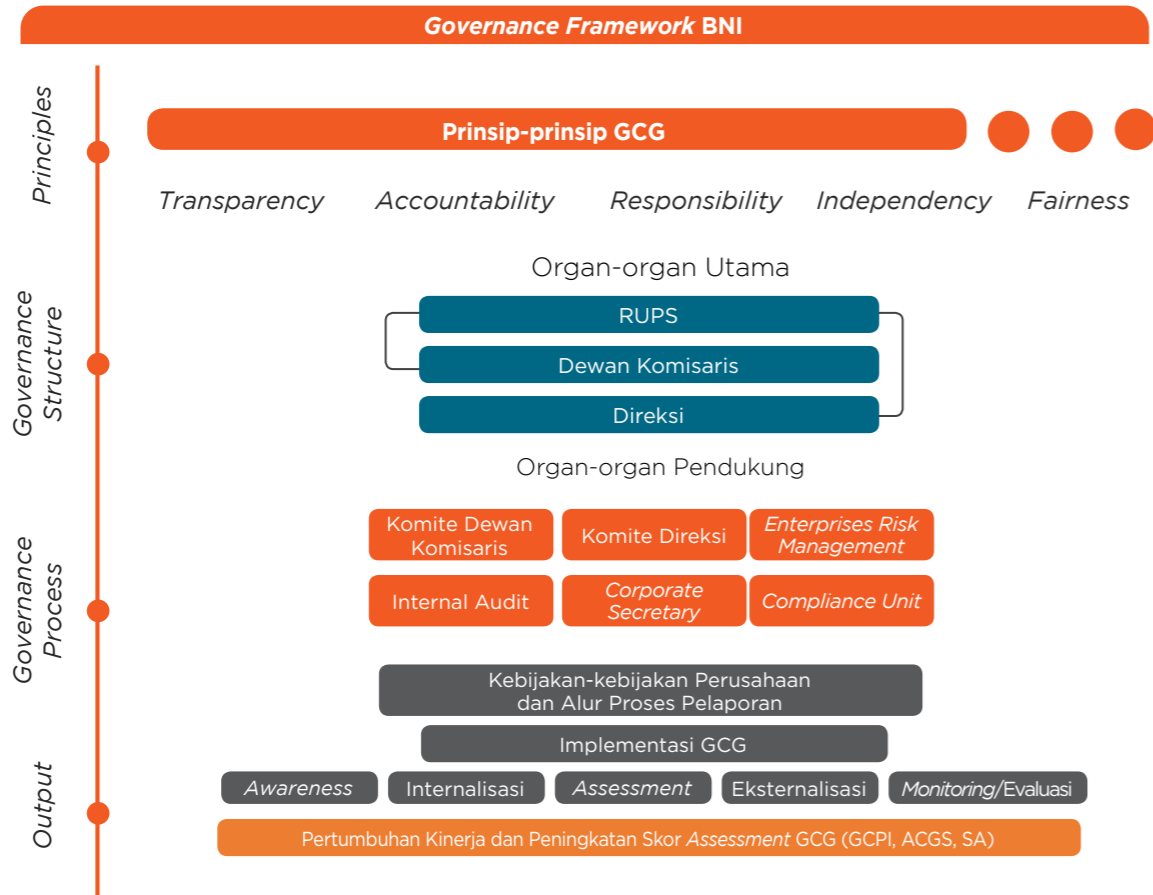 Governance Framework BNI
Principles
Prinsip-prinsip GCG
Transparency Accountability Responsibility Independency Fairness
Governance
Structure
Organ-organ Utama
RUPS
Dewan Komisaris
Direksi
Organ-organ Pendukung
Governance
Process
Komite Dewan
Komisaris
Komite Direksi
Enterprises Risk
Management
Internal Audit
Corporate
Secretary
Compliance Unit
Kebijakan-kebijakan Perusahaan
dan Alur Proses Pelaporan
Implementasi GCG
Output
Awareness
Internalisasi
Assessment
Eksternalisasi
Monitoring/Evaluasi
Pertumbuhan Kinerja dan Peningkatan Skor Assessment GCG (GCPI, ACGS, SA)